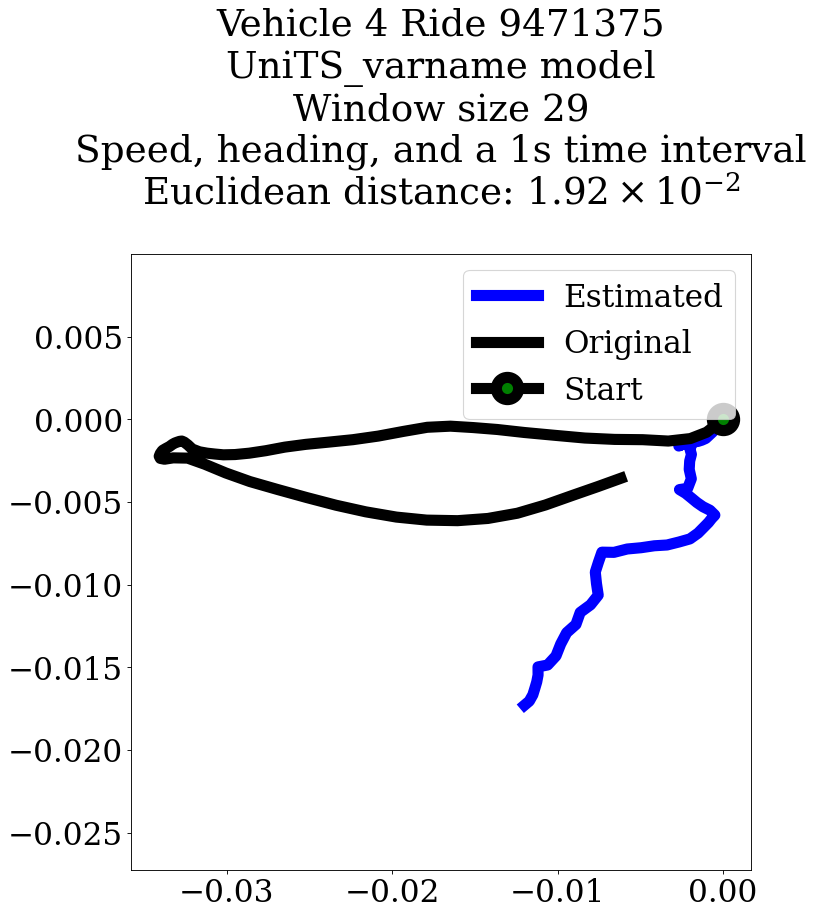 Vehicle 4 Ride 9471375
UniTS_varname model
Window size 29
Speed, heading, and a 1s time interval
Euclidean distance: 1.92 × 10⁻²
Estimated
Original
Start
0.005
0.000
−0.005
−0.010
−0.015
−0.020
−0.025
−0.03
−0.02
−0.01
0.00